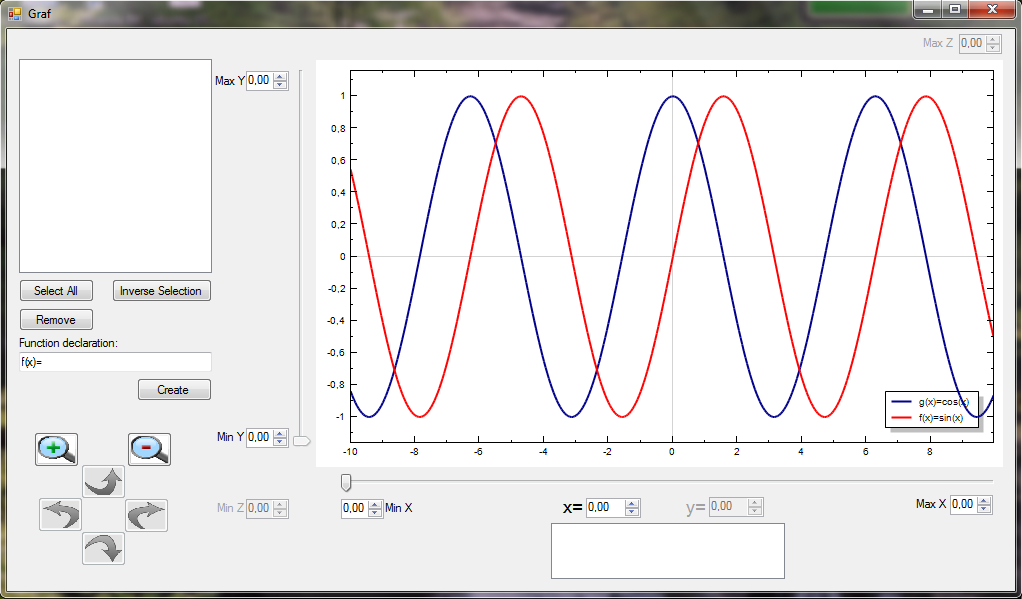 Graf
Max Z 0,00
Max Y 0,00
1
0,8
0,6
0,4
0,2
0
-0,2
-0,4
-0,6
-0,8
-1
-10 -8 -6 -4 -2 0 2 4 6 8
g(x)=cos(x)
f(x)=sin(x)
Select All Inverse Selection
Remove
Function declaration:
f(x)=
Create
Min Y 0,00
Min Z 0,00
0,00 Min X
x= 0,00
y= 0,00
Max X 0,00